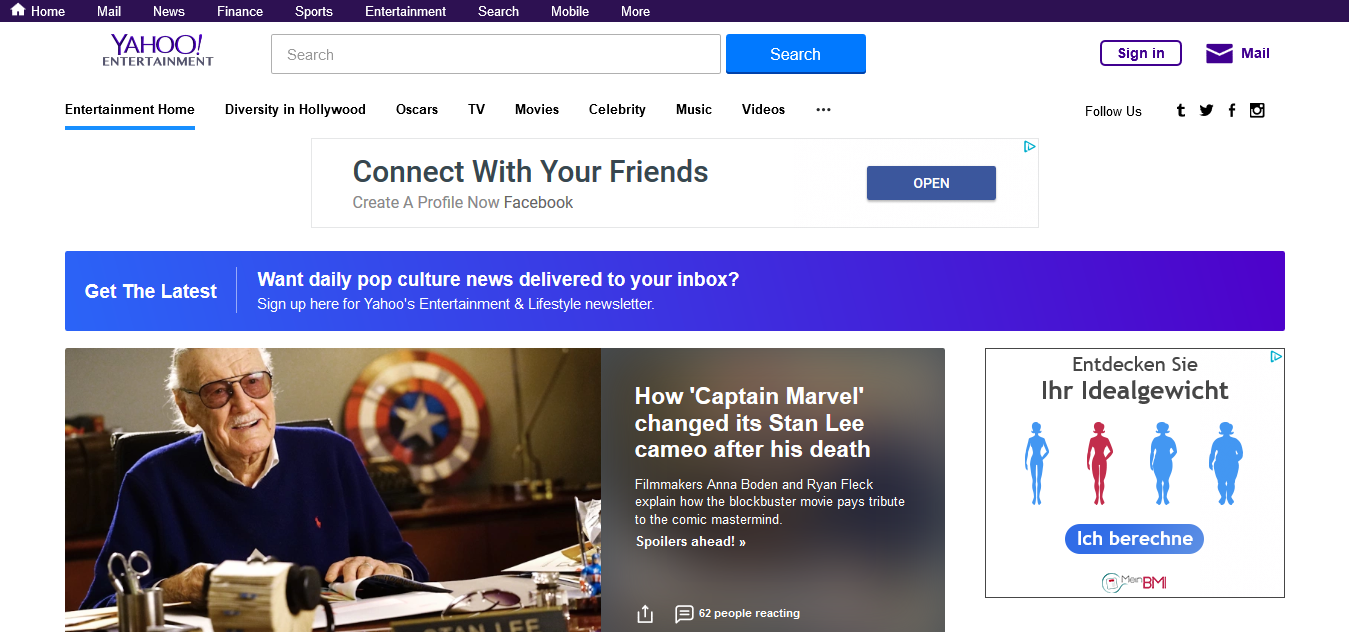 Home Mail News Finance Sports Entertainment Search Mobile More
YAHOO!
ENTERTAINMENT
Search
Search
Sign in
Mail
Entertainment Home Diversity in Hollywood Oscars TV Movies Celebrity Music Videos •••
Follow Us
Connect With Your Friends
Create A Profile Now Facebook
OPEN
Get The Latest
Want daily pop culture news delivered to your inbox?
Sign up here for Yahoo's Entertainment & Lifestyle newsletter.
STAN LEE
How 'Captain Marvel'
changed its Stan Lee
cameo after his death
Filmmakers Anna Boden and Ryan Fleck
explain how the blockbuster movie pays tribute
to the comic mastermind.
Spoilers ahead! »
62 people reacting
Entdecken Sie
Ihr Idealgewicht
Ich berechne
MenBMI